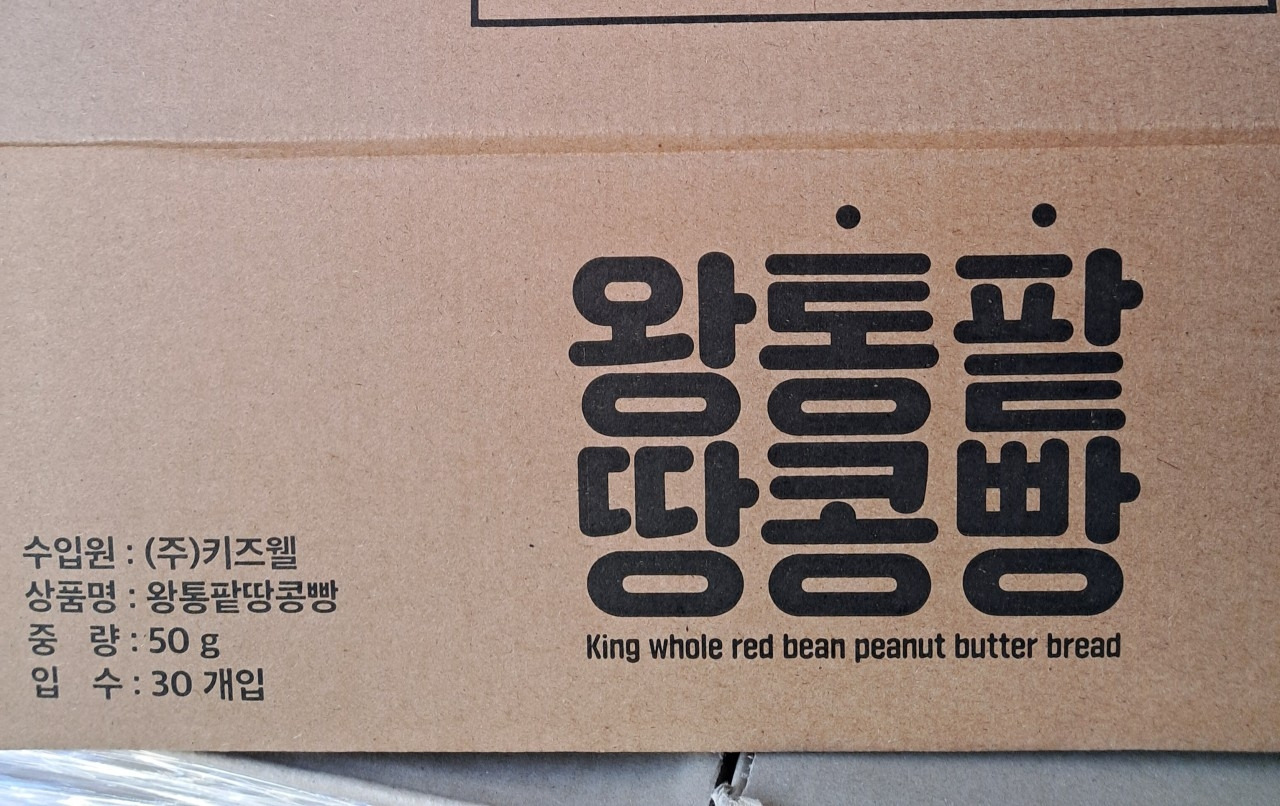 왕통팥
땅콩빵
King whole red bean peanut butter bread
수입원 : (주)키즈웰
상품명 : 왕통팥땅콩빵
중 량 : 50 g
입 수 : 30 개입